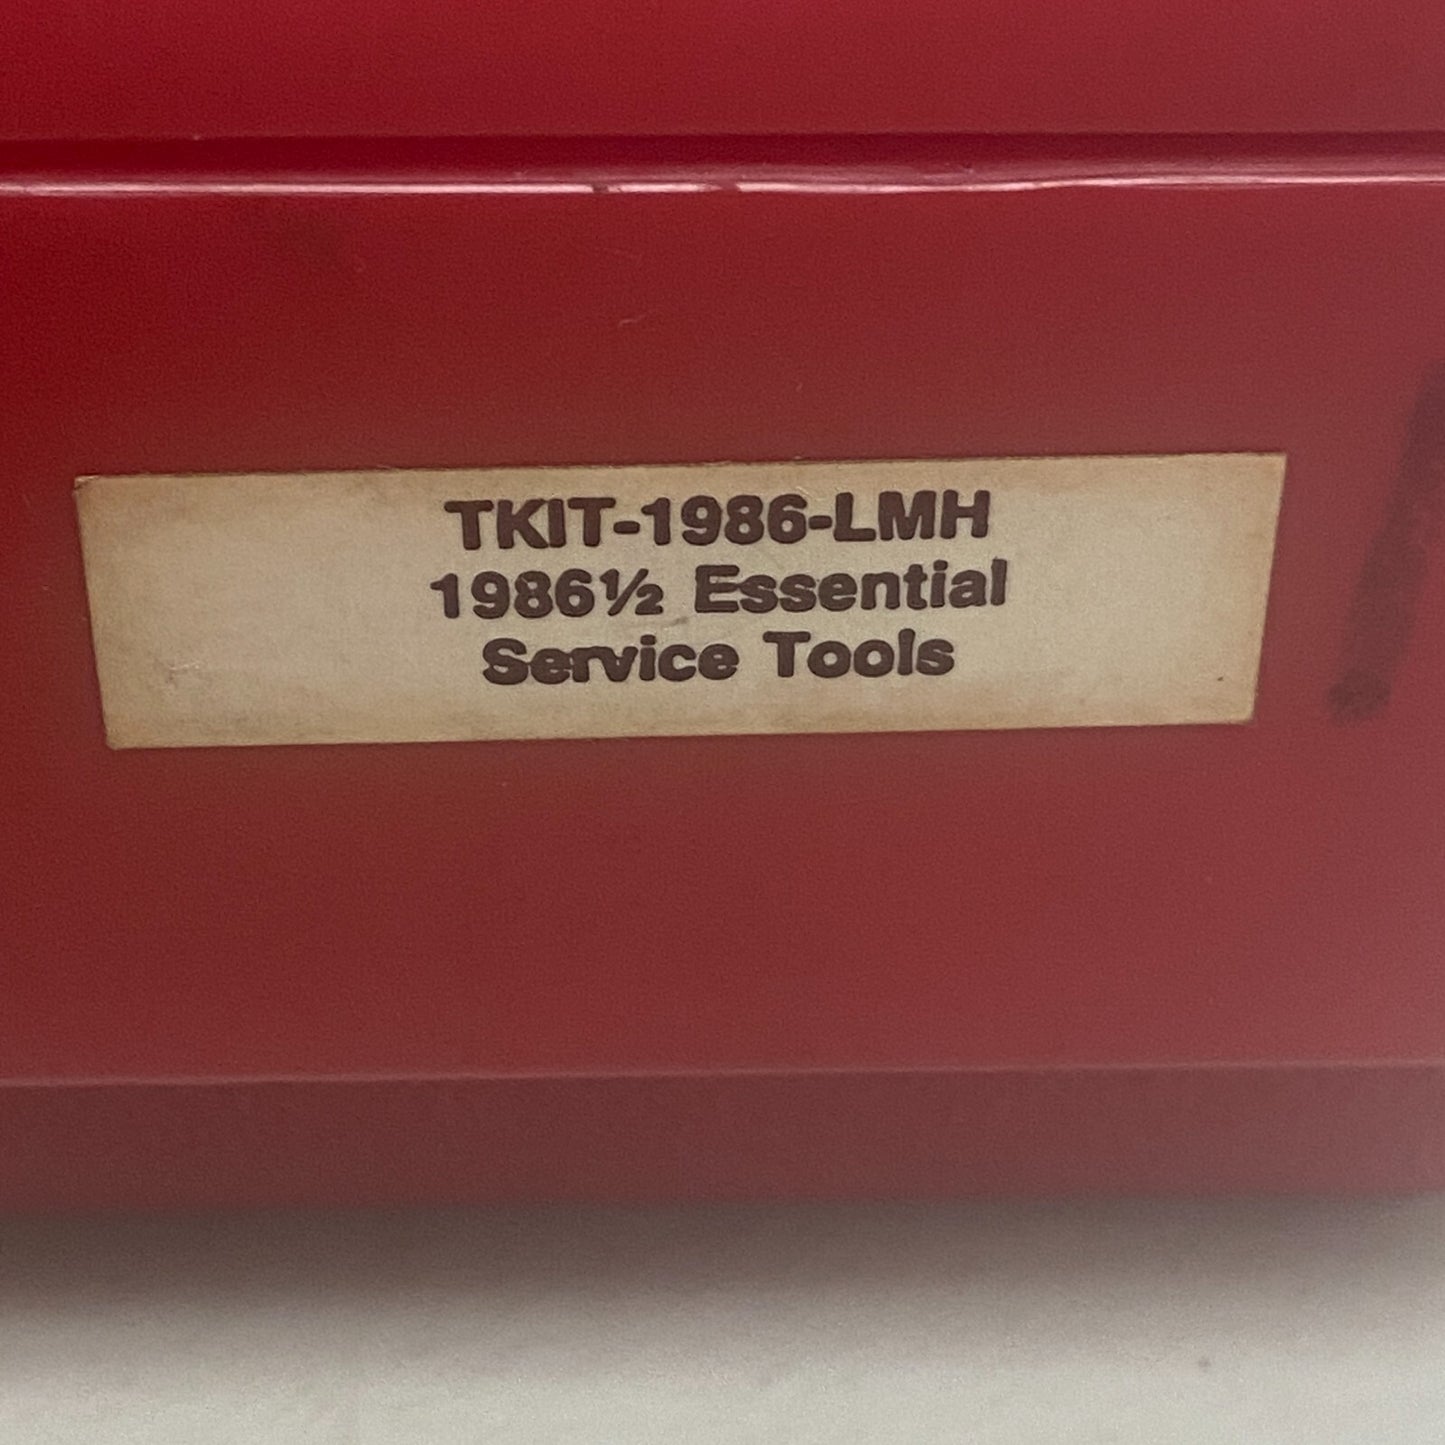 TKIT-1986-LMH
1986½ Essential
Service Tools